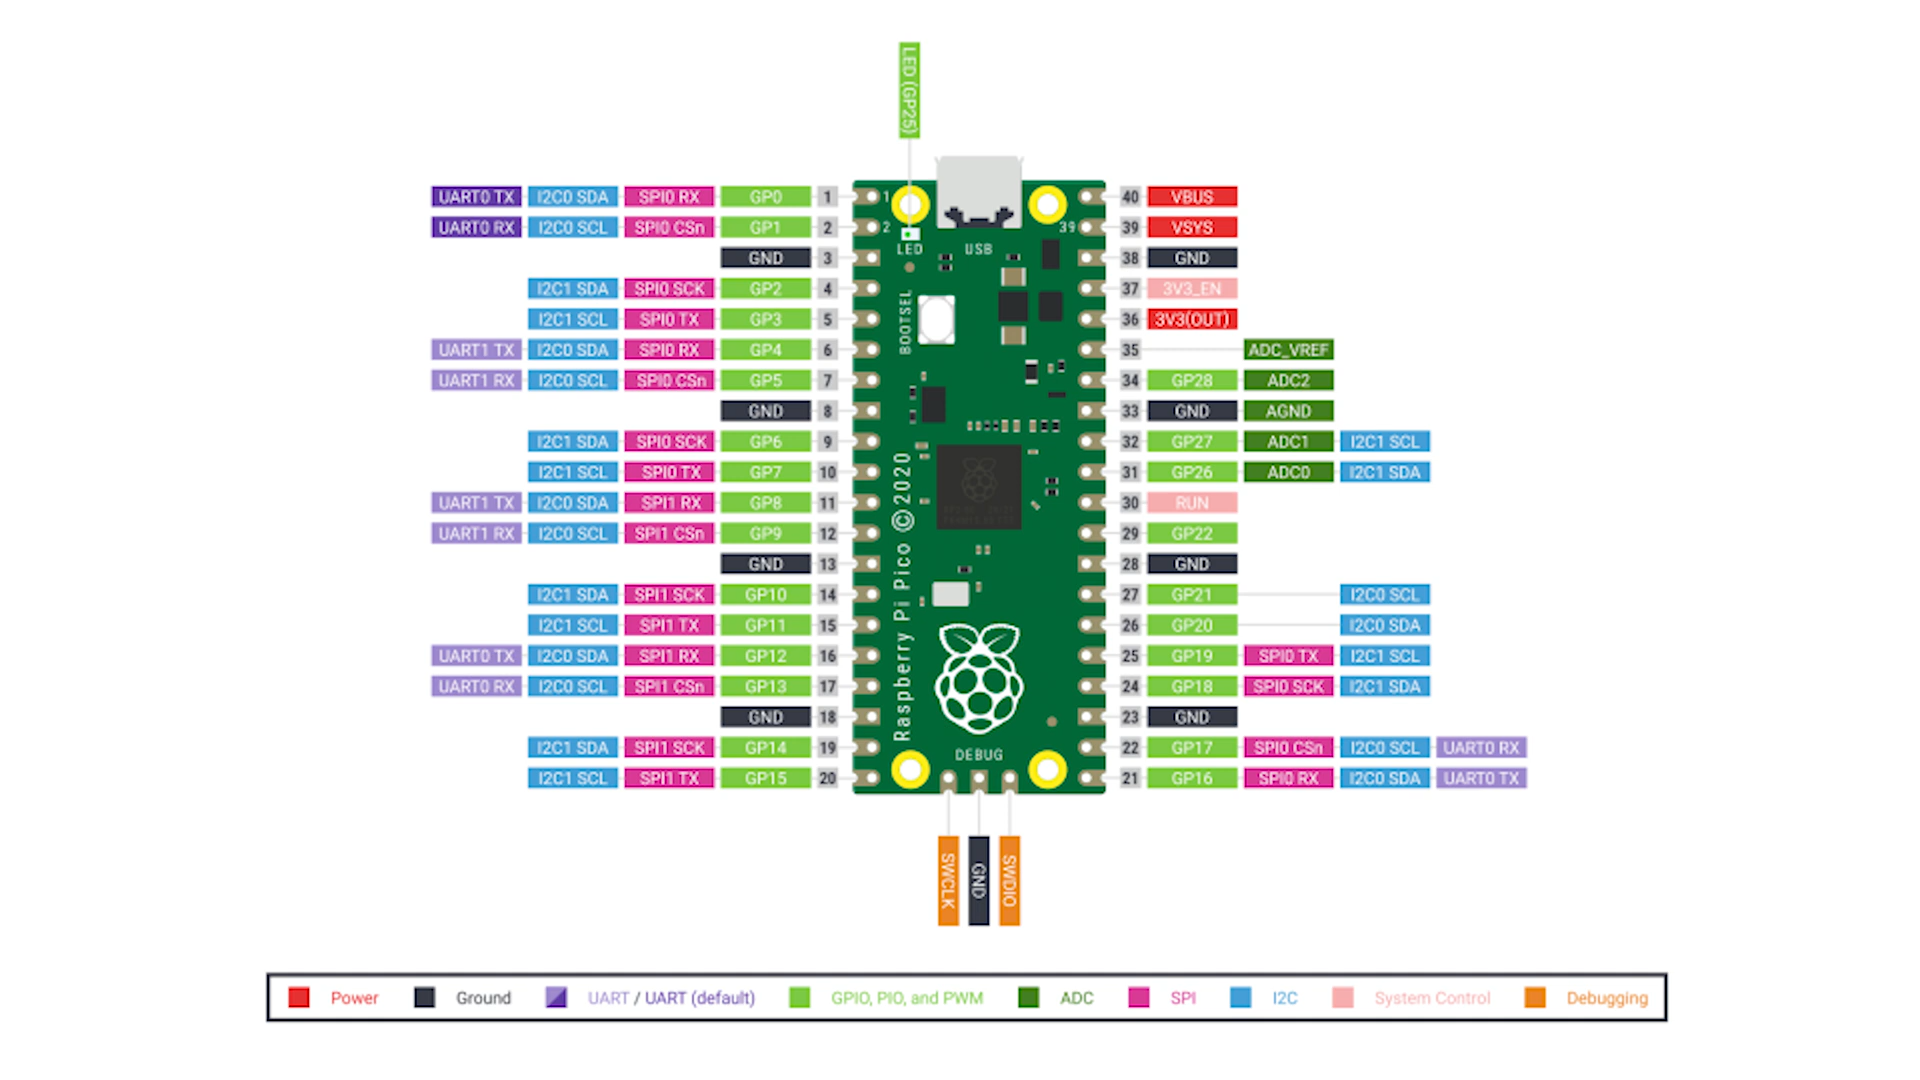 LED (GP25)
UART0 TX I2C0 SDA SPI0 RX GP0 1 1 40 VBUS
UART0 RX I2C0 SCL SPI0 CSn GP1 2 2 39 39 VSYS
LED USB
GND 3 38 GND
I2C1 SDA SPI0 SCK GP2 4 37 3V3_EN
I2C1 SCL SPI0 TX GP3 5 36 3V3(OUT)
BOOTSEL
UART1 TX I2C0 SDA SPI0 RX GP4 6 35 ADC_VREF
UART1 RX I2C0 SCL SPI0 CSn GP5 7 34 GP28 ADC2
GND 8 33 GND AGND
I2C1 SDA SPI0 SCK GP6 9 32 GP27 ADC1 I2C1 SCL
I2C1 SCL SPI0 TX GP7 10 31 GP26 ADC0 I2C1 SDA
UART1 TX I2C0 SDA SPI1 RX GP8 11 30 RUN
UART1 RX I2C0 SCL SPI1 CSn GP9 12 29 GP22
GND 13 28 GND
Raspberry Pi Pico © 2020
I2C1 SDA SPI1 SCK GP10 14 27 GP21 I2C0 SCL
I2C1 SCL SPI1 TX GP11 15 26 GP20 I2C0 SDA
UART0 TX I2C0 SDA SPI1 RX GP12 16 25 GP19 SPI0 TX I2C1 SCL
UART0 RX I2C0 SCL SPI1 CSn GP13 17 24 GP18 SPI0 SCK I2C1 SDA
GND 18 23 GND
I2C1 SDA SPI1 SCK GP14 19 22 GP17 SPI0 CSn I2C0 SCL UART0 RX
DEBUG
I2C1 SCL SPI1 TX GP15 20 21 GP16 SPI0 RX I2C0 SDA UART0 TX
SWCLK GND SWDIO
Power Ground UART / UART (default) GPIO, PIO, and PWM ADC SPI I2C System Control Debugging